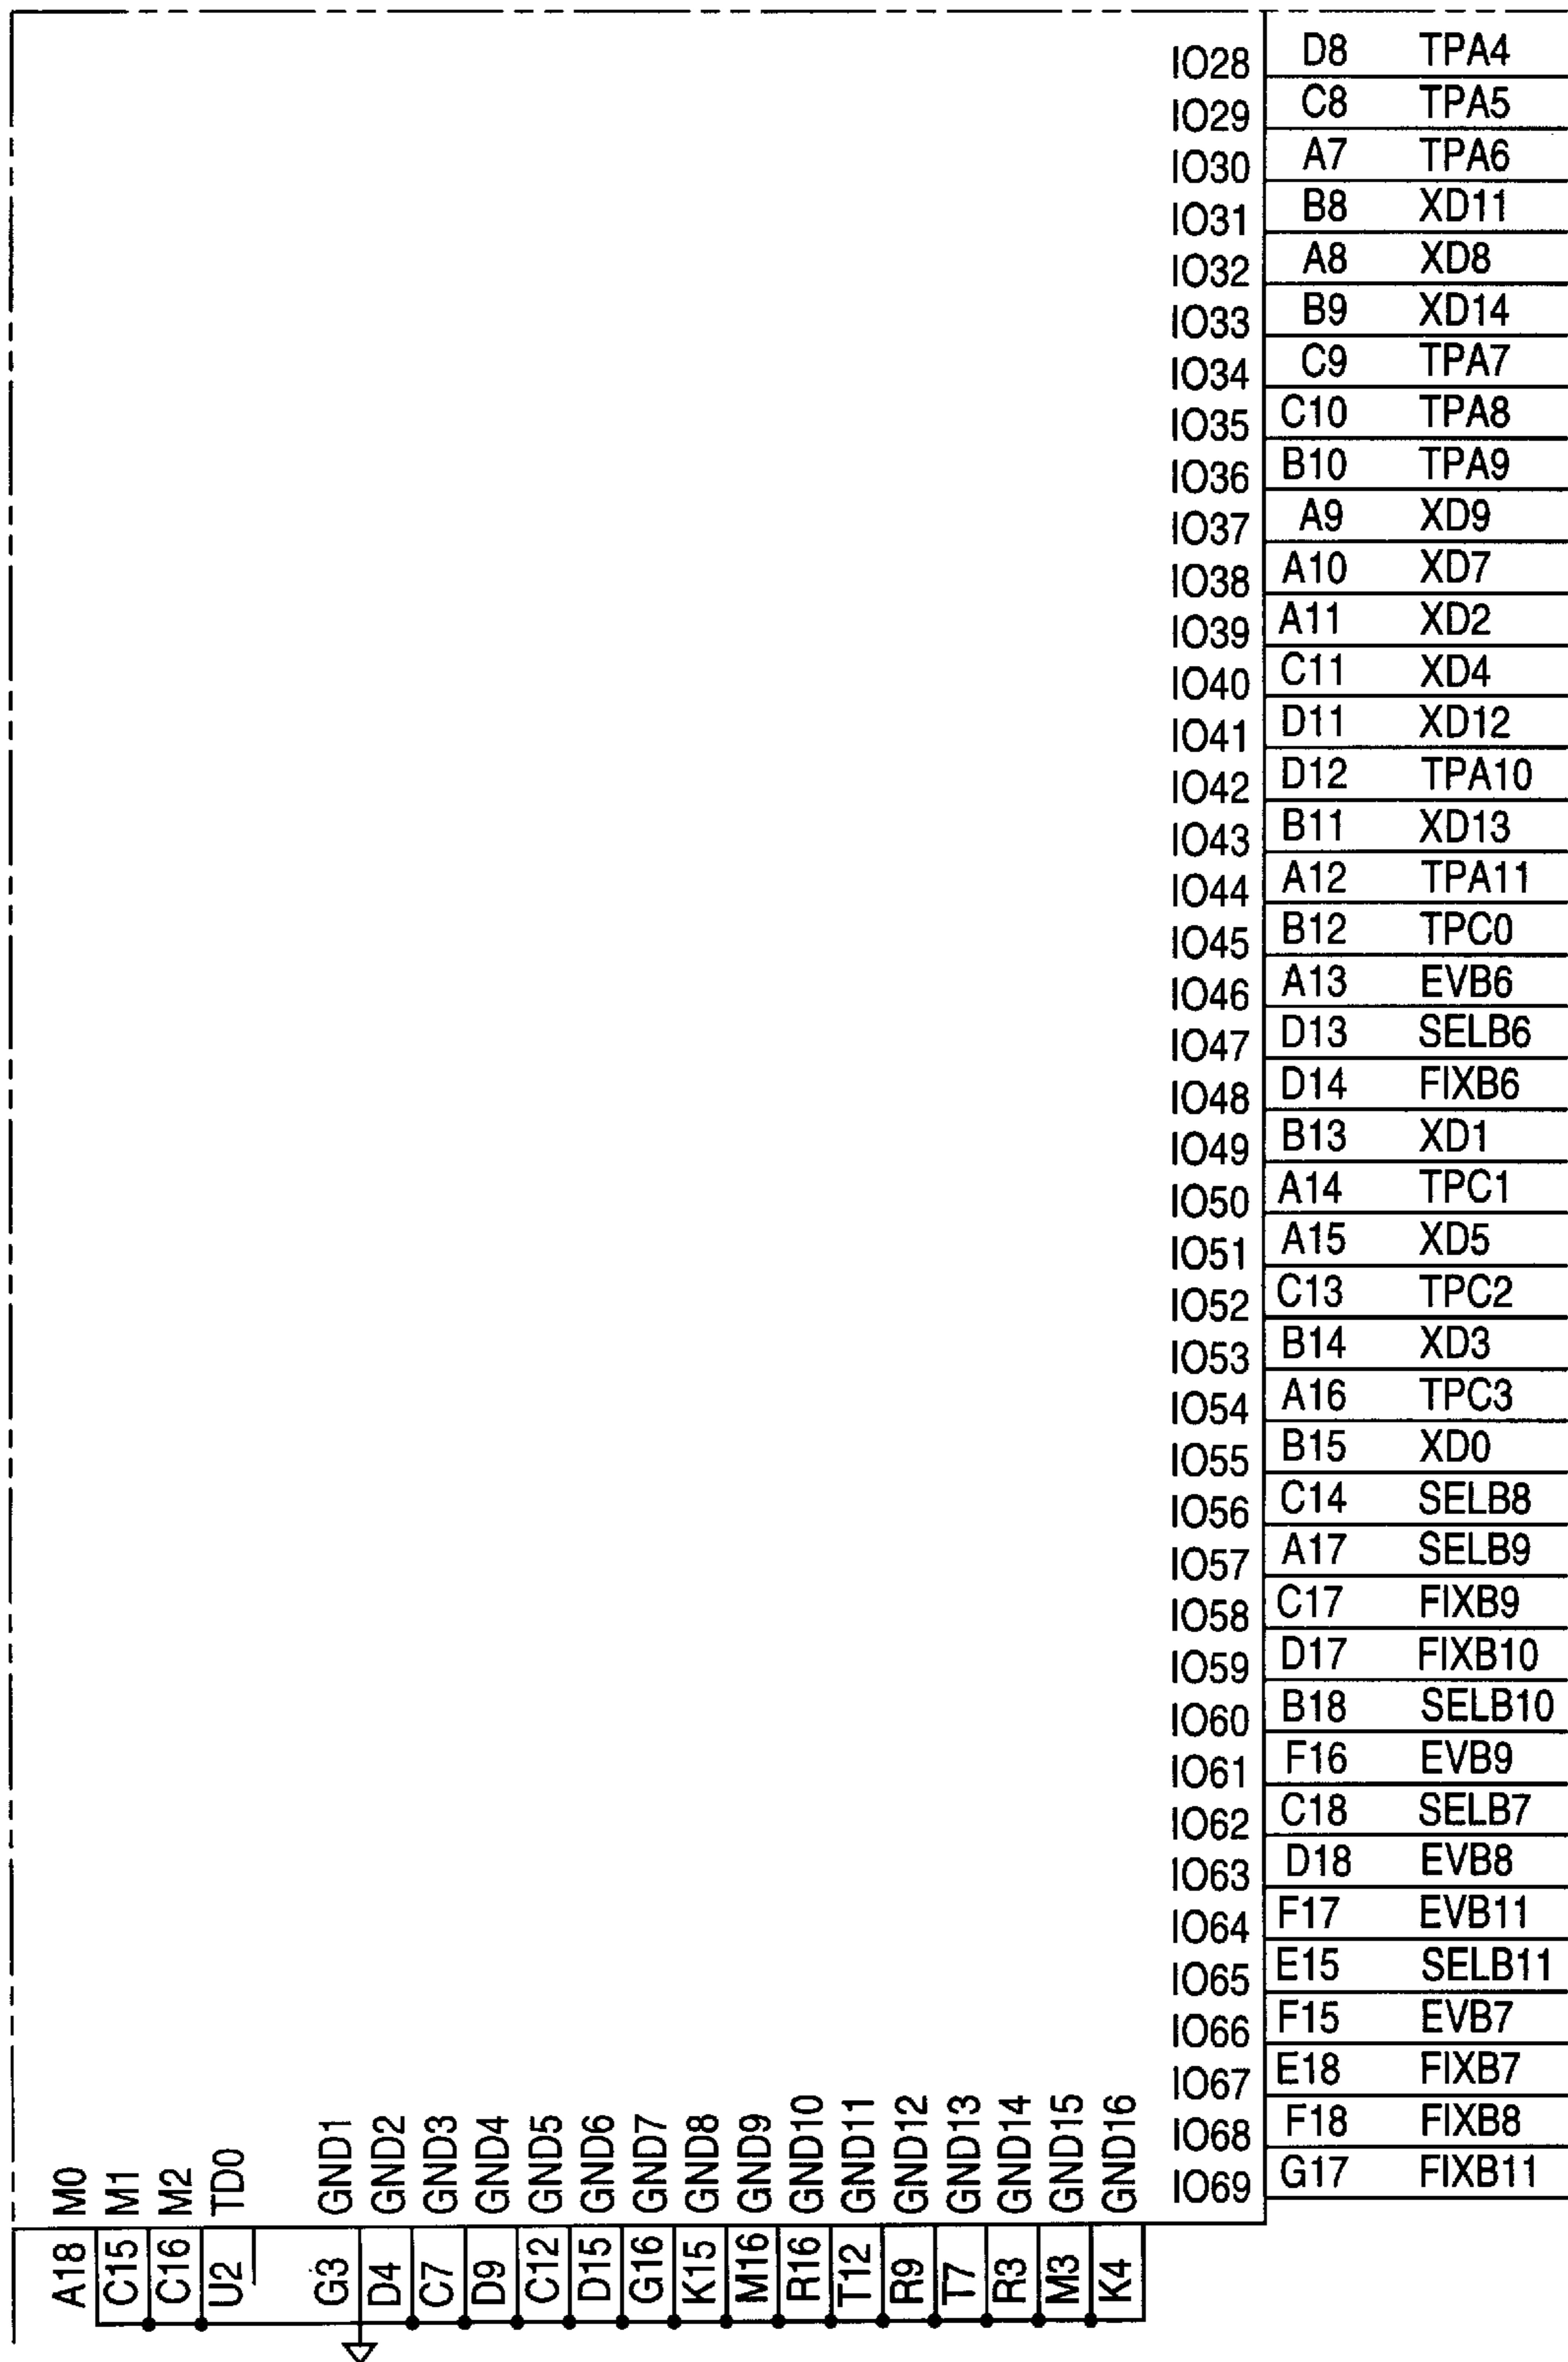 IO28 D8 TPA4
IO29 C8 TPA5
IO30 A7 TPA6
IO31 B8 XD11
IO32 A8 XD8
IO33 B9 XD14
IO34 C9 TPA7
IO35 C10 TPA8
IO36 B10 TPA9
IO37 A9 XD9
IO38 A10 XD7
IO39 A11 XD2
IO40 C11 XD4
IO41 D11 XD12
IO42 D12 TPA10
IO43 B11 XD13
IO44 A12 TPA11
IO45 B12 TPC0
IO46 A13 EVB6
IO47 D13 SELB6
IO48 D14 FIXB6
IO49 B13 XD1
IO50 A14 TPC1
IO51 A15 XD5
IO52 C13 TPC2
IO53 B14 XD3
IO54 A16 TPC3
IO55 B15 XD0
IO56 C14 SELB8
IO57 A17 SELB9
IO58 C17 FIXB9
IO59 D17 FIXB10
IO60 B18 SELB10
IO61 F16 EVB9
IO62 C18 SELB7
IO63 D18 EVB8
IO64 F17 EVB11
IO65 E15 SELB11
IO66 F15 EVB7
IO67 E18 FIXB7
IO68 F18 FIXB8
IO69 G17 FIXB11
A18 M0
C15 M1
C16 M2
U2 TD0
G3 GND1
D4 GND2
C7 GND3
D9 GND4
C12 GND5
D15 GND6
G16 GND7
K15 GND8
M16 GND9
R16 GND10
T12 GND11
R9 GND12
T7 GND13
R3 GND14
M3 GND15
K4 GND16